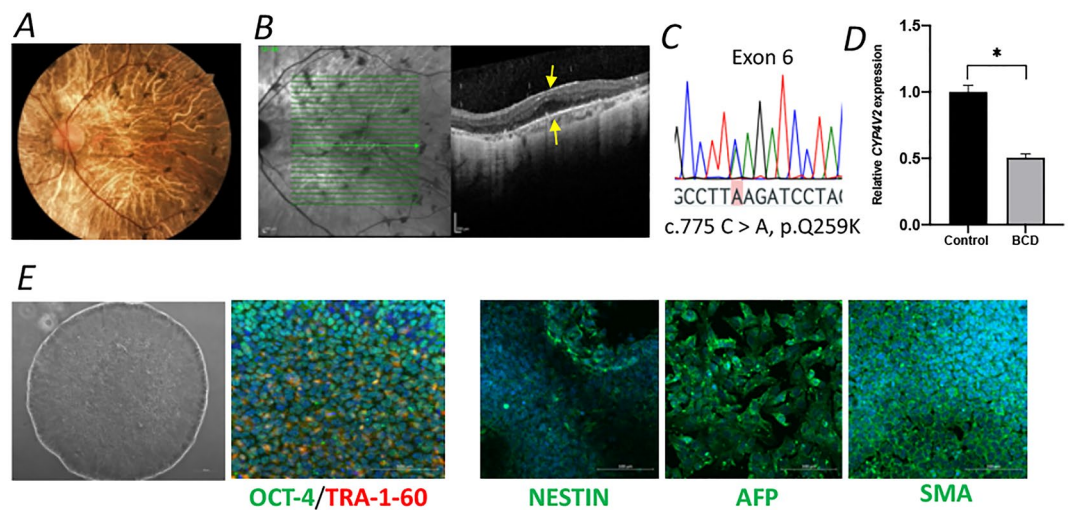 A
B
C
D
Exon 6
GCCTTAAGATCCTAC
c.775 C > A, p.Q259K
Relative CYP4V2 expression
1.5
1.0
0.5
0.0
*
Control
BCD
E
OCT-4/TRA-1-60
NESTIN
AFP
SMA